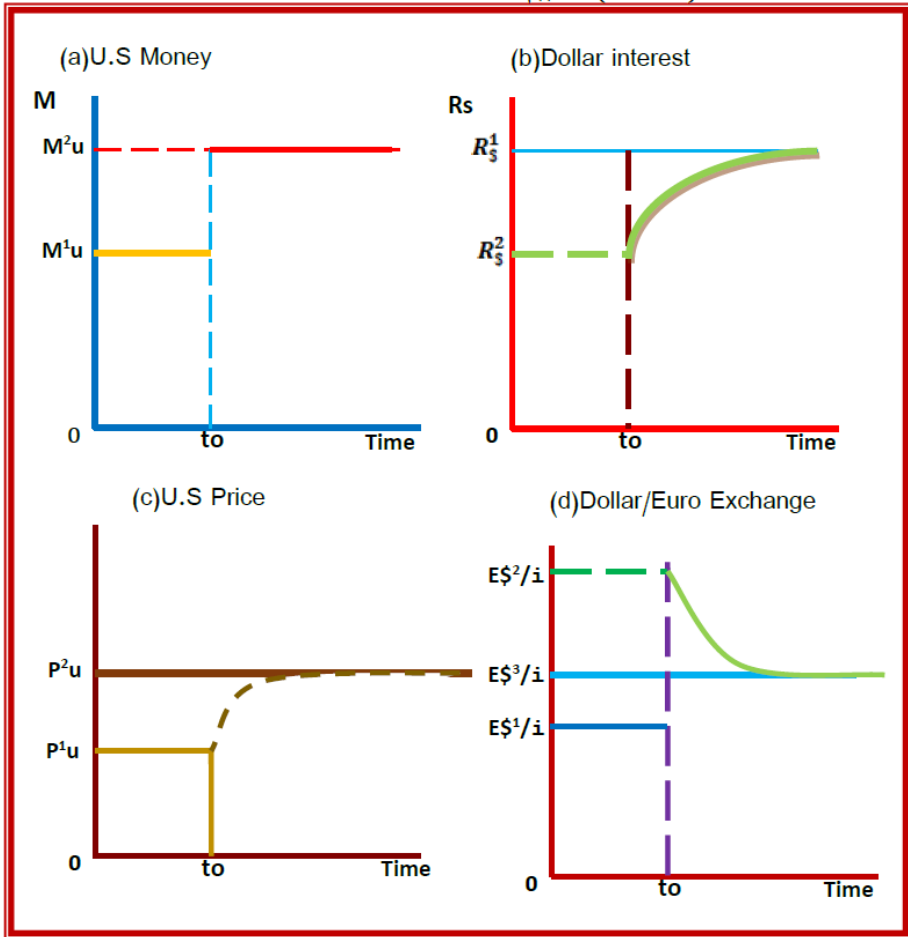 (a)U.S Money
M
M²u
M¹u
0
to
Time
(b)Dollar interest
Rs
R$¹
R$²
0
to
Time
(c)U.S Price
P²u
P¹u
0
to
Time
(d)Dollar/Euro Exchange
E$²/i
E$³/i
E$¹/i
0
to
Time